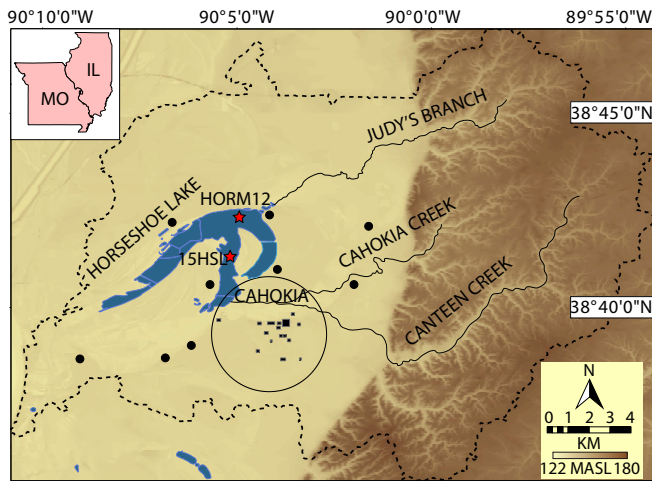 90°10'0"W 90°5'0"W 90°0'0"W 89°55'0"W
IL
MO
38°45'0"N
JUDY'S BRANCH
HORSESHOE LAKE
HORM12
CAHOKIA CREEK
15HSL
CANTEEN CREEK
CAHOKIA
38°40'0"N
N
0 1 2 3 4
KM
122 MASL 180